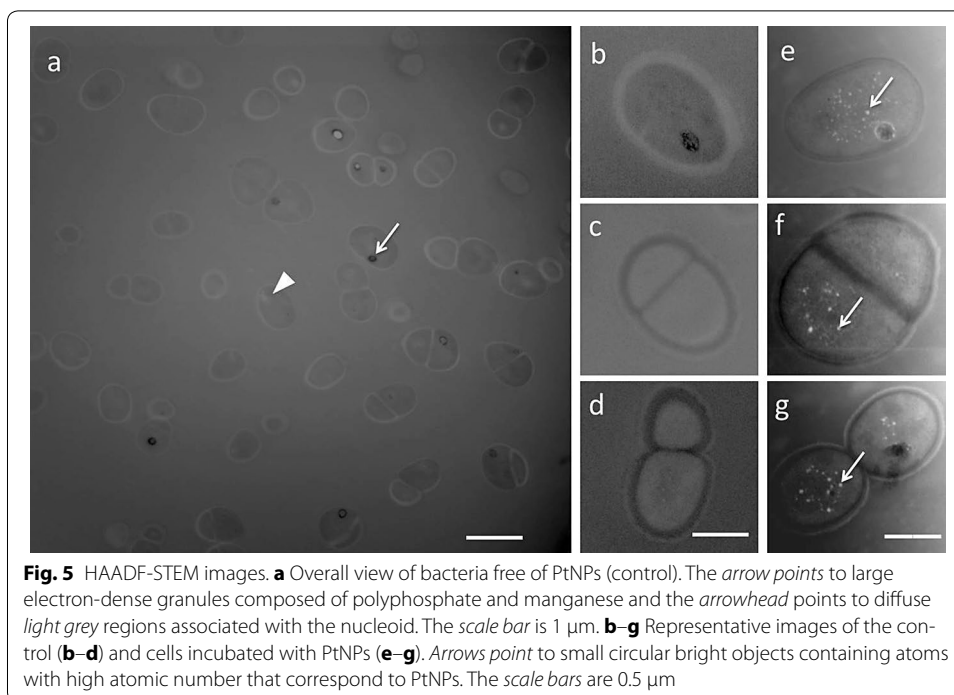 a
b
e
c
f
d
g
Fig. 5 HAADF-STEM images. a Overall view of bacteria free of PtNPs (control). The arrow points to large
electron-dense granules composed of polyphosphate and manganese and the arrowhead points to diffuse
light grey regions associated with the nucleoid. The scale bar is 1 μm. b–g Representative images of the con-
trol (b–d) and cells incubated with PtNPs (e–g). Arrows point to small circular bright objects containing atoms
with high atomic number that correspond to PtNPs. The scale bars are 0.5 μm